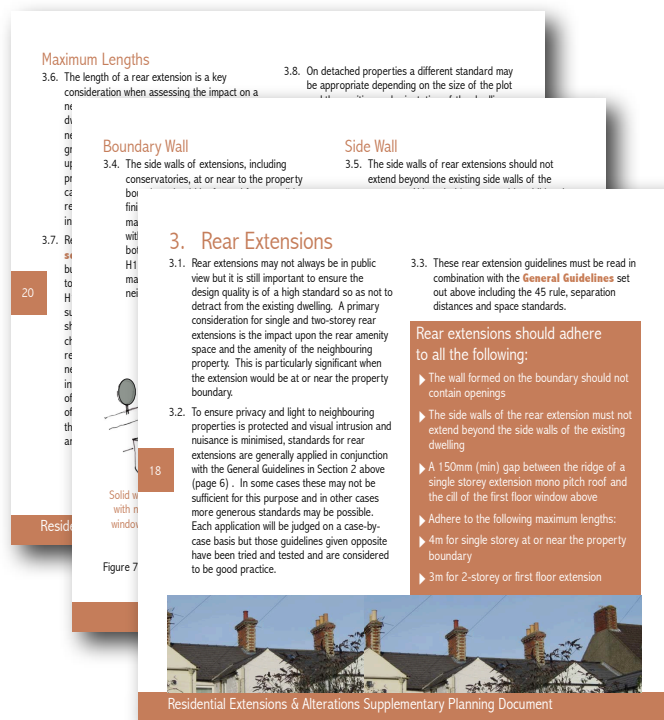 Maximum Lengths
3.6. The length of a rear extension is a key
consideration when assessing the impact on a
3.8. On detached properties a different standard may
be appropriate depending on the size of the plot
20
Boundary Wall
3.4. The side walls of extensions, including
conservatories, at or near to the property
Side Wall
3.5. The side walls of rear extensions should not
extend beyond the existing side walls of the
3.7.
H1
Solid
with
window
Figure 7
3. Rear Extensions
3.1. Rear extensions may not always be in public
view but it is still important to ensure the
design quality is of a high standard so as not to
detract from the existing dwelling. A primary
consideration for single and two-storey rear
extensions is the impact upon the rear amenity
space and the amenity of the neighbouring
property. This is particularly significant when
the extension would be at or near the property
boundary.
3.2. To ensure privacy and light to neighbouring
properties is protected and visual intrusion and
nuisance is minimised, standards for rear
extensions are generally applied in conjunction
with the General Guidelines in Section 2 above
(page 6) . In some cases these may not be
sufficient for this purpose and in other cases
more generous standards may be possible.
Each application will be judged on a case-by-
case basis but those guidelines given opposite
have been tried and tested and are considered
to be good practice.
18
3.3. These rear extension guidelines must be read in
combination with the General Guidelines set
out above including the 45 rule, separation
distances and space standards.
Rear extensions should adhere
to all the following:
The wall formed on the boundary should not
contain openings
The side walls of the rear extension must not
extend beyond the side walls of the existing
dwelling
A 150mm (min) gap between the ridge of a
single storey extension mono pitch roof and
the cill of the first floor window above
Adhere to the following maximum lengths:
4m for single storey at or near the property
boundary
3m for 2-storey or first floor extension
Residential Extensions & Alterations Supplementary Planning Document